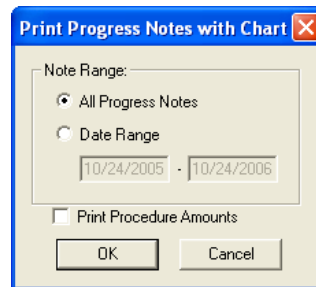 Print Progress Notes with Chart
Note Range:
All Progress Notes
Date Range
10/24/2005 - 10/24/2006
Print Procedure Amounts
OK Cancel